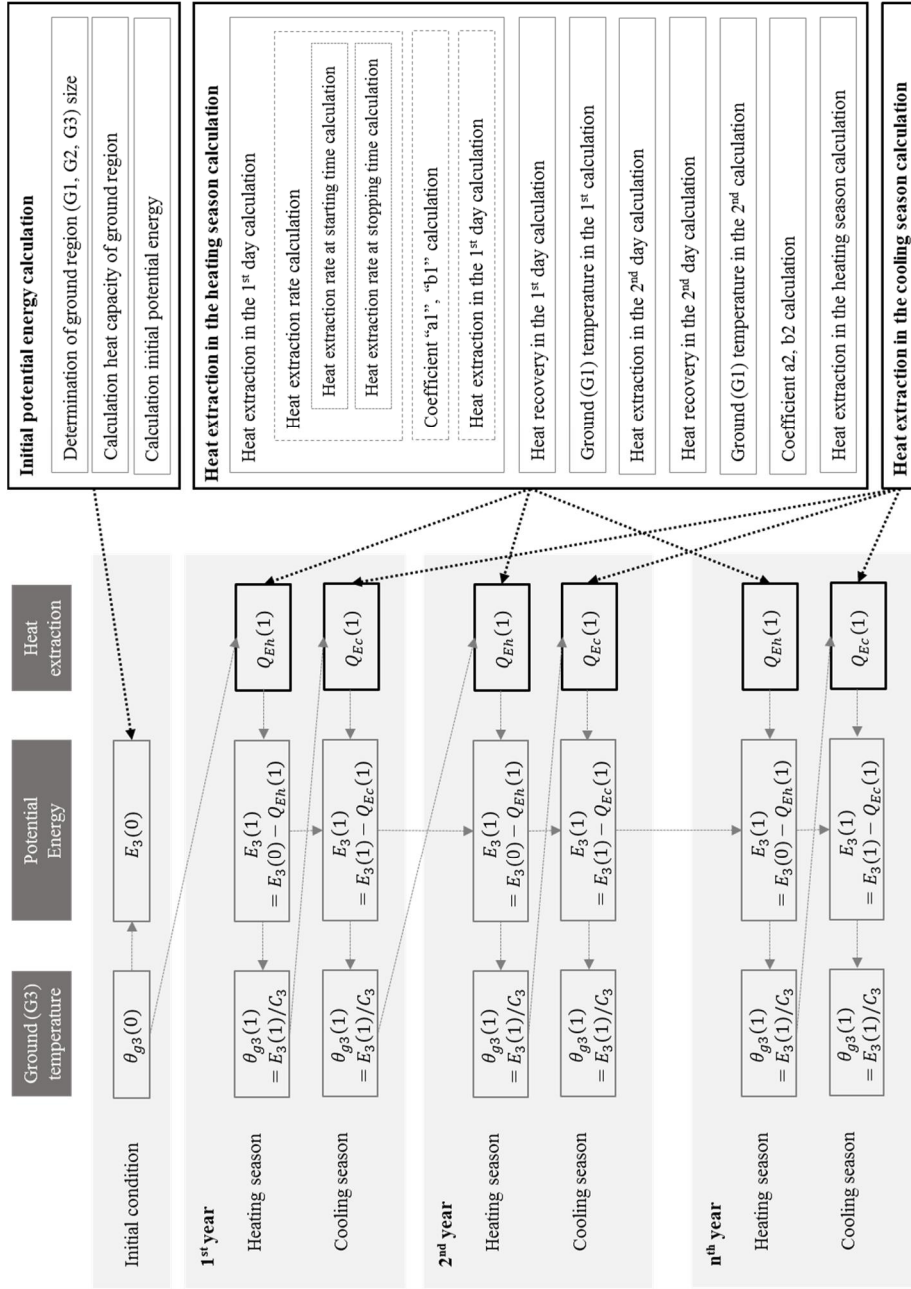 Ground (G3)
temperature
Potential
Energy
Heat
extraction
Initial condition
θg3(0)
E3(0)
1st year
Heating season
θg3(1)
= E3(1)/C3
E3(1)
= E3(0) − QEh(1)
QEh(1)
Cooling season
θg3(1)
= E3(1)/C3
E3(1)
= E3(1) − QEc(1)
QEc(1)
2nd year
Heating season
θg3(1)
= E3(1)/C3
E3(1)
= E3(0) − QEh(1)
QEh(1)
Cooling season
θg3(1)
= E3(1)/C3
E3(1)
= E3(1) − QEc(1)
QEc(1)
nth year
Heating season
θg3(1)
= E3(1)/C3
E3(1)
= E3(0) − QEh(1)
QEh(1)
Cooling season
θg3(1)
= E3(1)/C3
E3(1)
= E3(1) − QEc(1)
QEc(1)
Initial potential energy calculation
Determination of ground region (G1, G2, G3) size
Calculation heat capacity of ground region
Calculation initial potential energy
Heat extraction in the heating season calculation
Heat extraction in the 1st day calculation
Heat extraction rate calculation
Heat extraction rate at starting time calculation
Heat extraction rate at stopping time calculation
Coefficient “a1”, “b1” calculation
Heat extraction in the 1st day calculation
Heat recovery in the 1st day calculation
Ground (G1) temperature in the 1st calculation
Heat extraction in the 2nd day calculation
Heat recovery in the 2nd day calculation
Ground (G1) temperature in the 2nd calculation
Coefficient a2, b2 calculation
Heat extraction in the heating season calculation
Heat extraction in the cooling season calculation